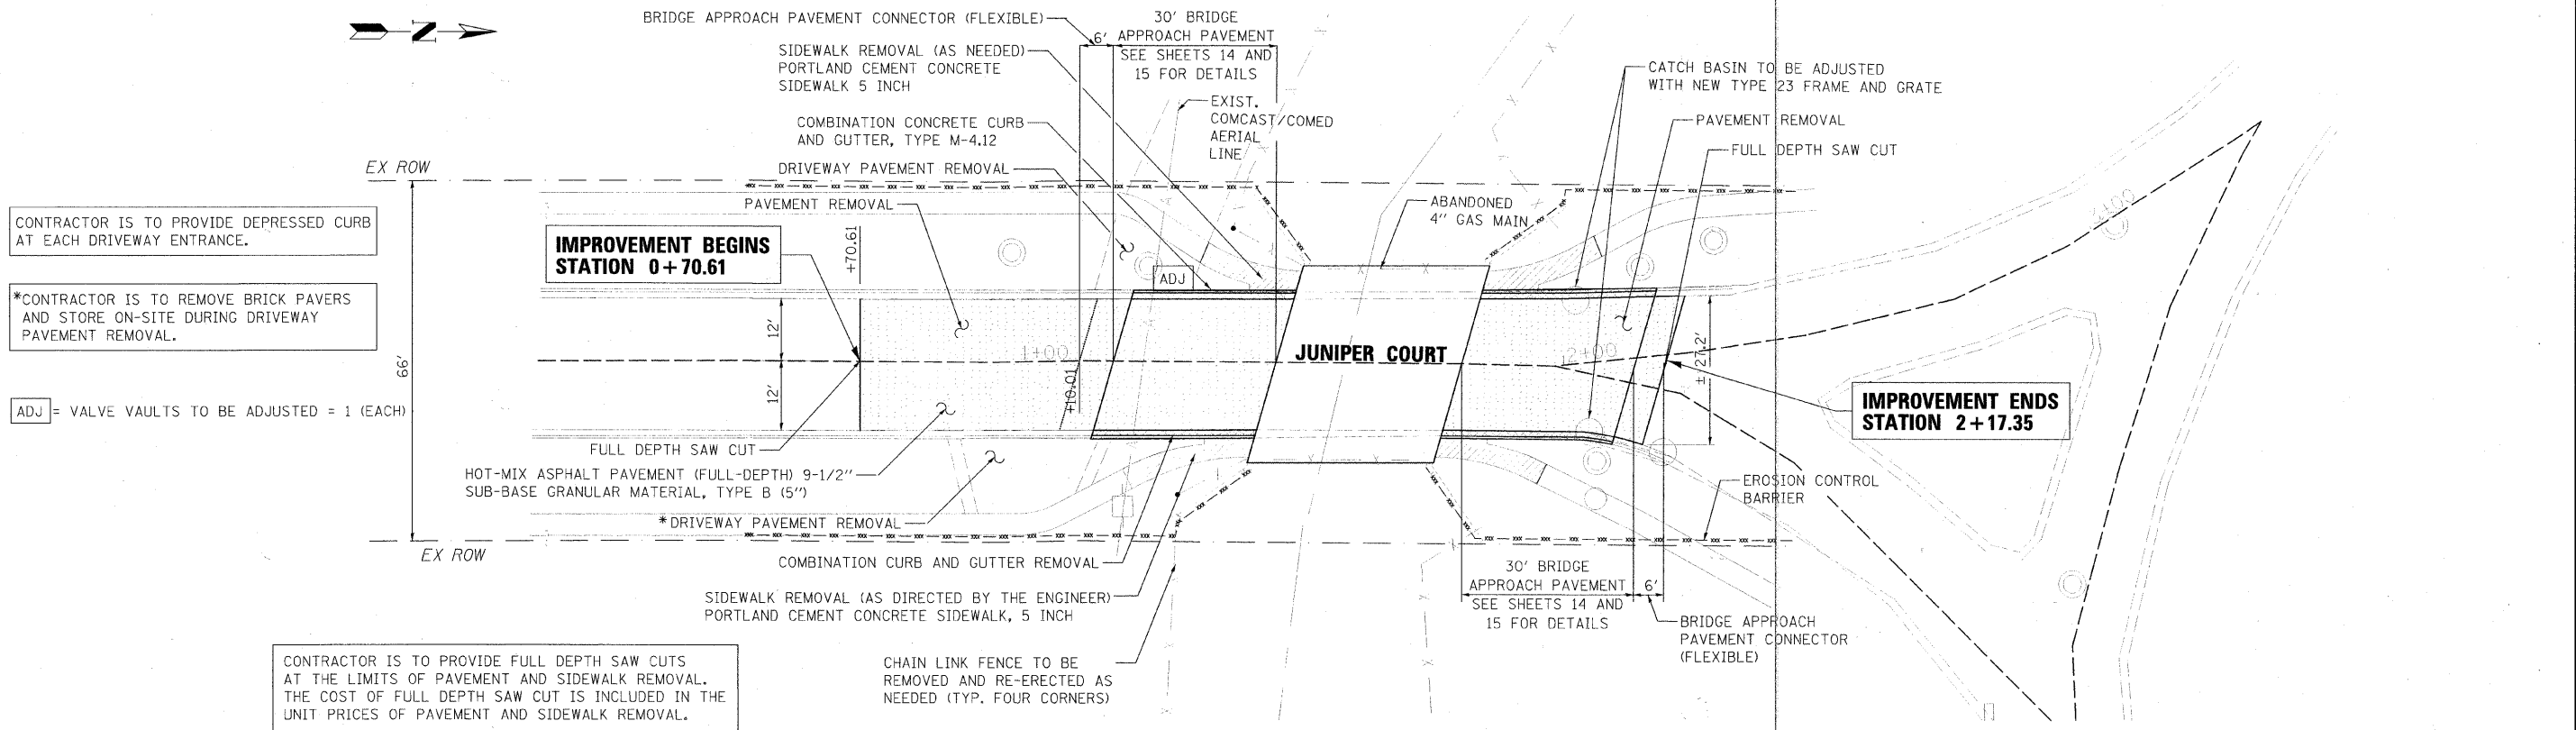 N
BRIDGE APPROACH PAVEMENT CONNECTOR (FLEXIBLE)
6'
30' BRIDGE
APPROACH PAVEMENT
SEE SHEETS 14 AND
15 FOR DETAILS
SIDEWALK REMOVAL (AS NEEDED)
PORTLAND CEMENT CONCRETE
SIDEWALK 5 INCH
EXIST.
COMCAST/COMED
AERIAL
LINE
CATCH BASIN TO BE ADJUSTED
WITH NEW TYPE 23 FRAME AND GRATE
COMBINATION CONCRETE CURB
AND GUTTER, TYPE M-4.12
PAVEMENT REMOVAL
FULL DEPTH SAW CUT
DRIVEWAY PAVEMENT REMOVAL
EX ROW
PAVEMENT REMOVAL
ABANDONED
4" GAS MAIN
3+00
CONTRACTOR IS TO PROVIDE DEPRESSED CURB
AT EACH DRIVEWAY ENTRANCE.
IMPROVEMENT BEGINS
STATION 0+70.61
+70.61
ADJ
*CONTRACTOR IS TO REMOVE BRICK PAVERS
AND STORE ON-SITE DURING DRIVEWAY
PAVEMENT REMOVAL.
66'
12'
12'
1+00
+10.01
JUNIPER COURT
2+00
± 27.2'
IMPROVEMENT ENDS
STATION 2+17.35
ADJ = VALVE VAULTS TO BE ADJUSTED = 1 (EACH)
FULL DEPTH SAW CUT
HOT-MIX ASPHALT PAVEMENT (FULL-DEPTH) 9-1/2"
SUB-BASE GRANULAR MATERIAL, TYPE B (5")
EROSION CONTROL
BARRIER
*DRIVEWAY PAVEMENT REMOVAL
EX ROW
COMBINATION CURB AND GUTTER REMOVAL
30' BRIDGE
APPROACH PAVEMENT
SEE SHEETS 14 AND
15 FOR DETAILS
6'
SIDEWALK REMOVAL (AS DIRECTED BY THE ENGINEER)
PORTLAND CEMENT CONCRETE SIDEWALK, 5 INCH
BRIDGE APPROACH
PAVEMENT CONNECTOR
(FLEXIBLE)
CONTRACTOR IS TO PROVIDE FULL DEPTH SAW CUTS
AT THE LIMITS OF PAVEMENT AND SIDEWALK REMOVAL.
THE COST OF FULL DEPTH SAW CUT IS INCLUDED IN THE
UNIT PRICES OF PAVEMENT AND SIDEWALK REMOVAL.
CHAIN LINK FENCE TO BE
REMOVED AND RE-ERECTED AS
NEEDED (TYP. FOUR CORNERS)